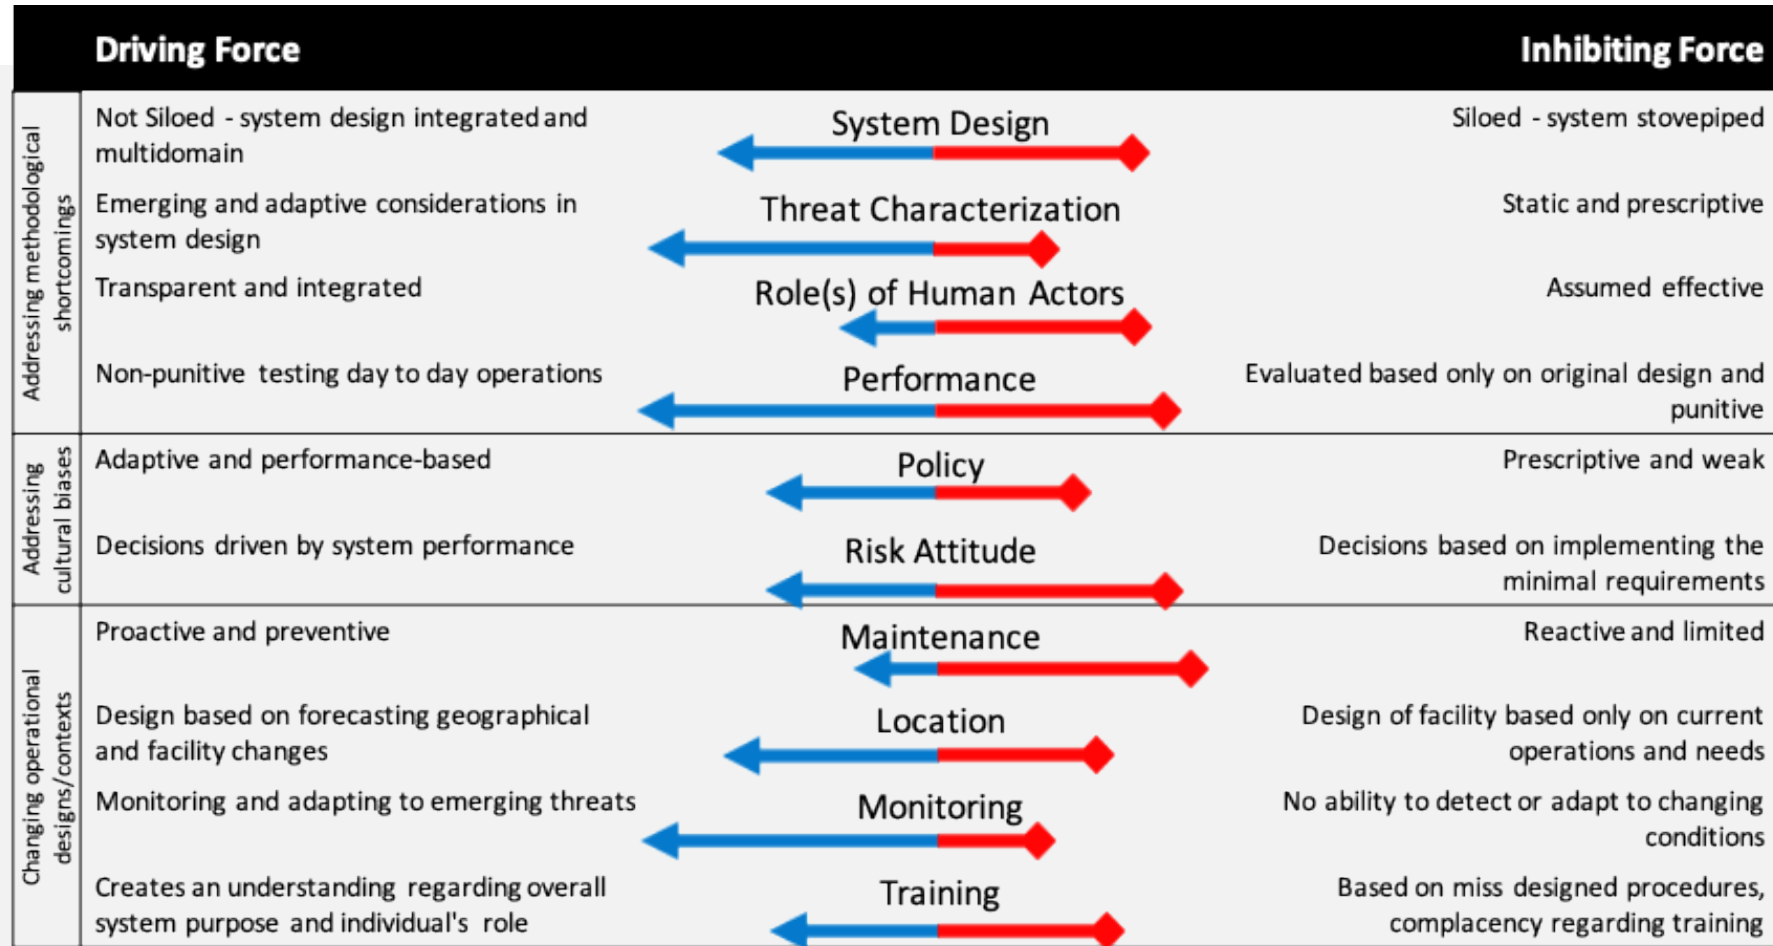 Driving Force
Inhibiting Force
Addressing methodological
shortcomings
Not Siloed - system design integrated and
multidomain
System Design
Siloed - system stovepiped
Emerging and adaptive considerations in
system design
Threat Characterization
Static and prescriptive
Transparent and integrated
Role(s) of Human Actors
Assumed effective
Non-punitive testing day to day operations
Performance
Evaluated based only on original design and
punitive
Addressing
cultural biases
Adaptive and performance-based
Policy
Prescriptive and weak
Decisions driven by system performance
Risk Attitude
Decisions based on implementing the
minimal requirements
Changing operational
designs/contexts
Proactive and preventive
Maintenance
Reactive and limited
Design based on forecasting geographical
and facility changes
Location
Design of facility based only on current
operations and needs
Monitoring and adapting to emerging threats
Monitoring
No ability to detect or adapt to changing
conditions
Creates an understanding regarding overall
system purpose and individual's role
Training
Based on miss designed procedures,
complacency regarding training